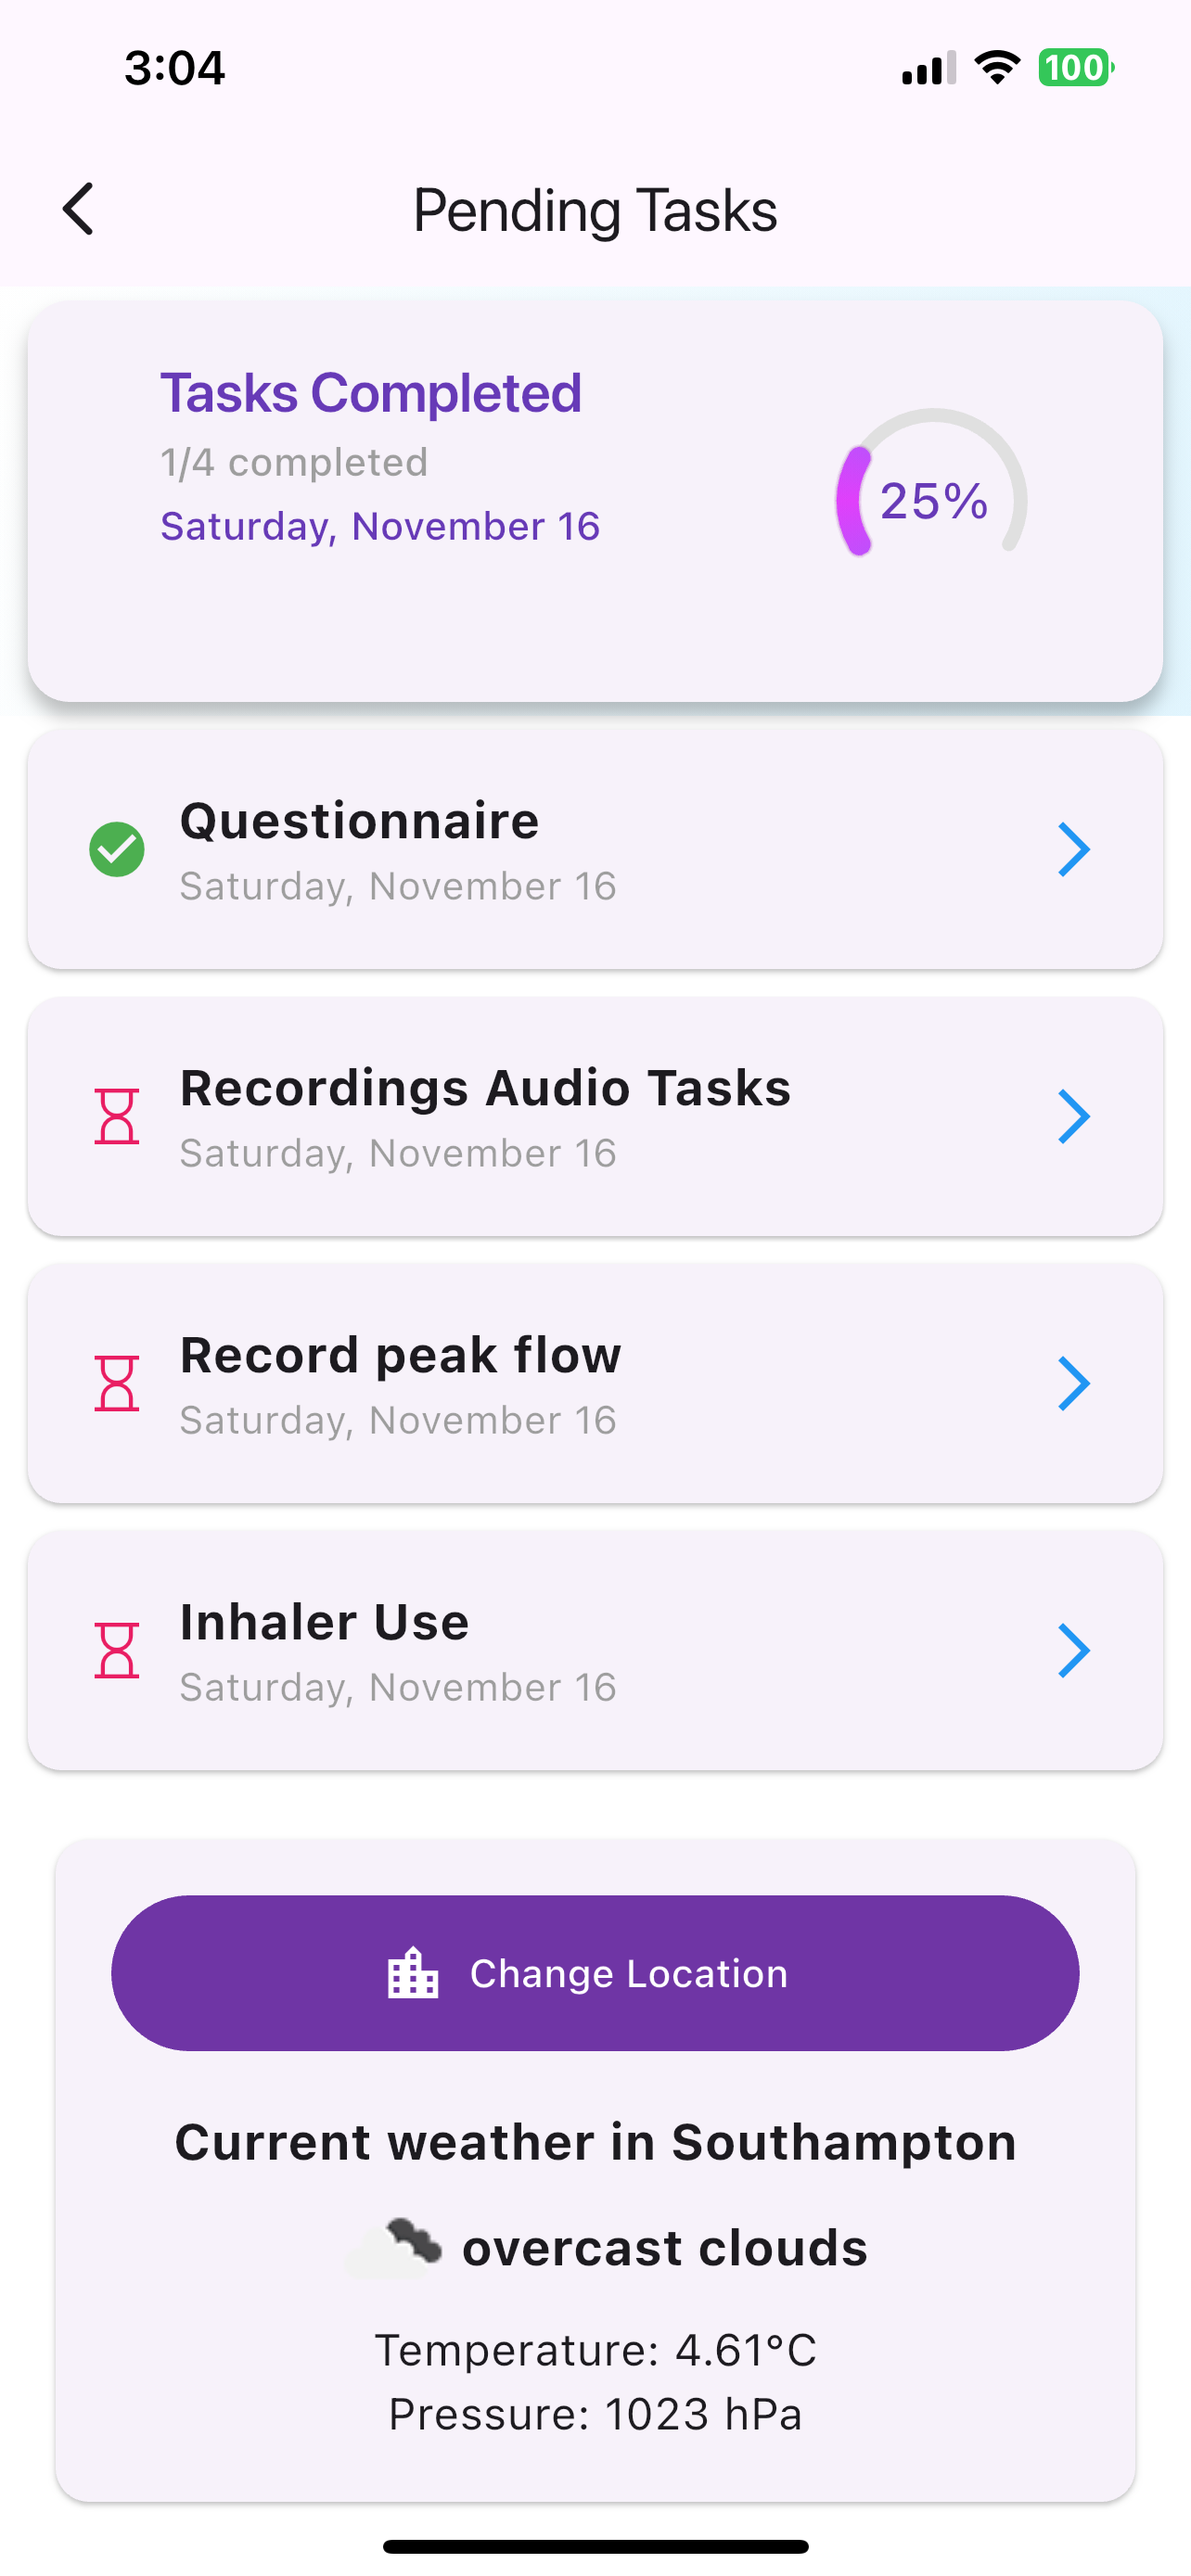 3:04
100
Pending Tasks
Tasks Completed
1/4 completed
Saturday, November 16
25%
Questionnaire
Saturday, November 16
Recordings Audio Tasks
Saturday, November 16
Record peak flow
Saturday, November 16
Inhaler Use
Saturday, November 16
Change Location
Current weather in Southampton
overcast clouds
Temperature: 4.61°C
Pressure: 1023 hPa